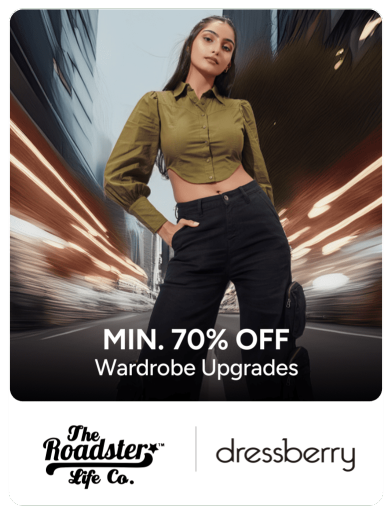 MIN. 70% OFF
Wardrobe Upgrades
The
Roadster™
Life Co.
dressberry